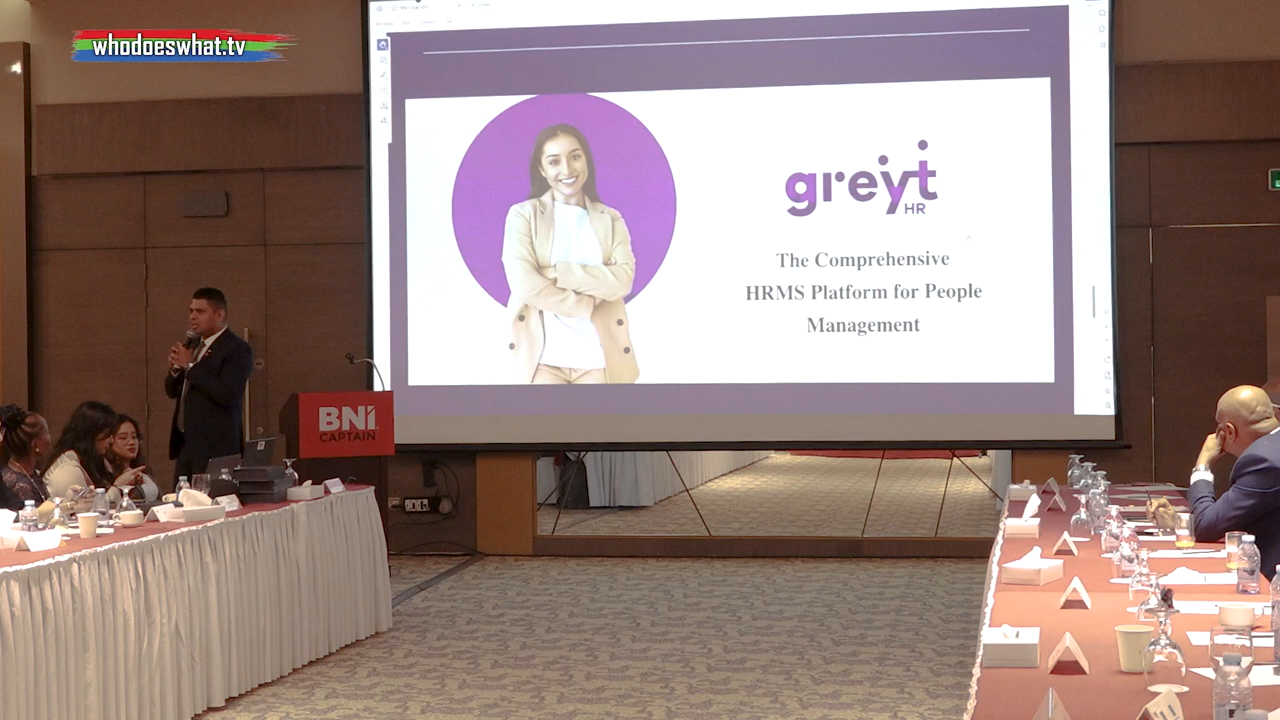 whodoeswhat.tv
greyt
HR
The Comprehensive
HRMS Platform for People
Management
BNi
CAPTAIN